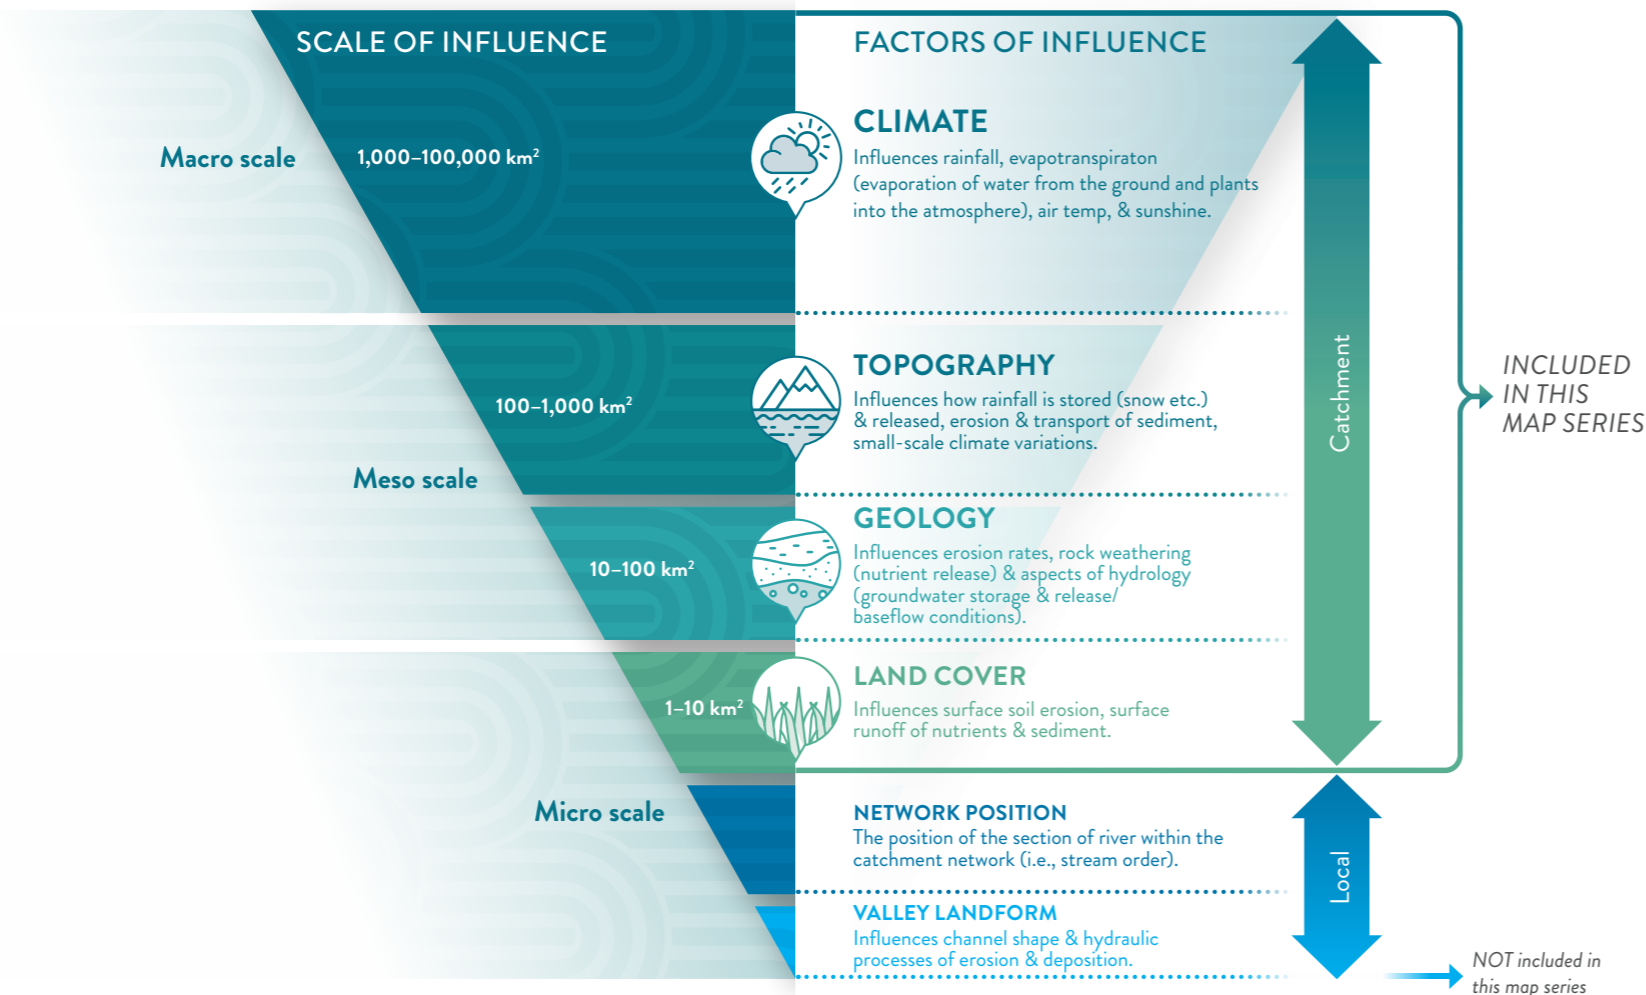 SCALE OF INFLUENCE
FACTORS OF INFLUENCE
Macro scale
1,000–100,000 km²
CLIMATE
Influences rainfall, evapotranspiraton
(evaporation of water from the ground and plants
into the atmosphere), air temp, & sunshine.
Meso scale
100–1,000 km²
TOPOGRAPHY
Influences how rainfall is stored (snow etc.)
& released, erosion & transport of sediment,
small-scale climate variations.
10–100 km²
GEOLOGY
Influences erosion rates, rock weathering
(nutrient release) & aspects of hydrology
(groundwater storage & release/
baseflow conditions).
Micro scale
1–10 km²
LAND COVER
Influences surface soil erosion, surface
runoff of nutrients & sediment.
NETWORK POSITION
The position of the section of river within the
catchment network (i.e., stream order).
VALLEY LANDFORM
Influences channel shape & hydraulic
processes of erosion & deposition.
Catchment
Local
INCLUDED
IN THIS
MAP SERIES
NOT included in
this map series